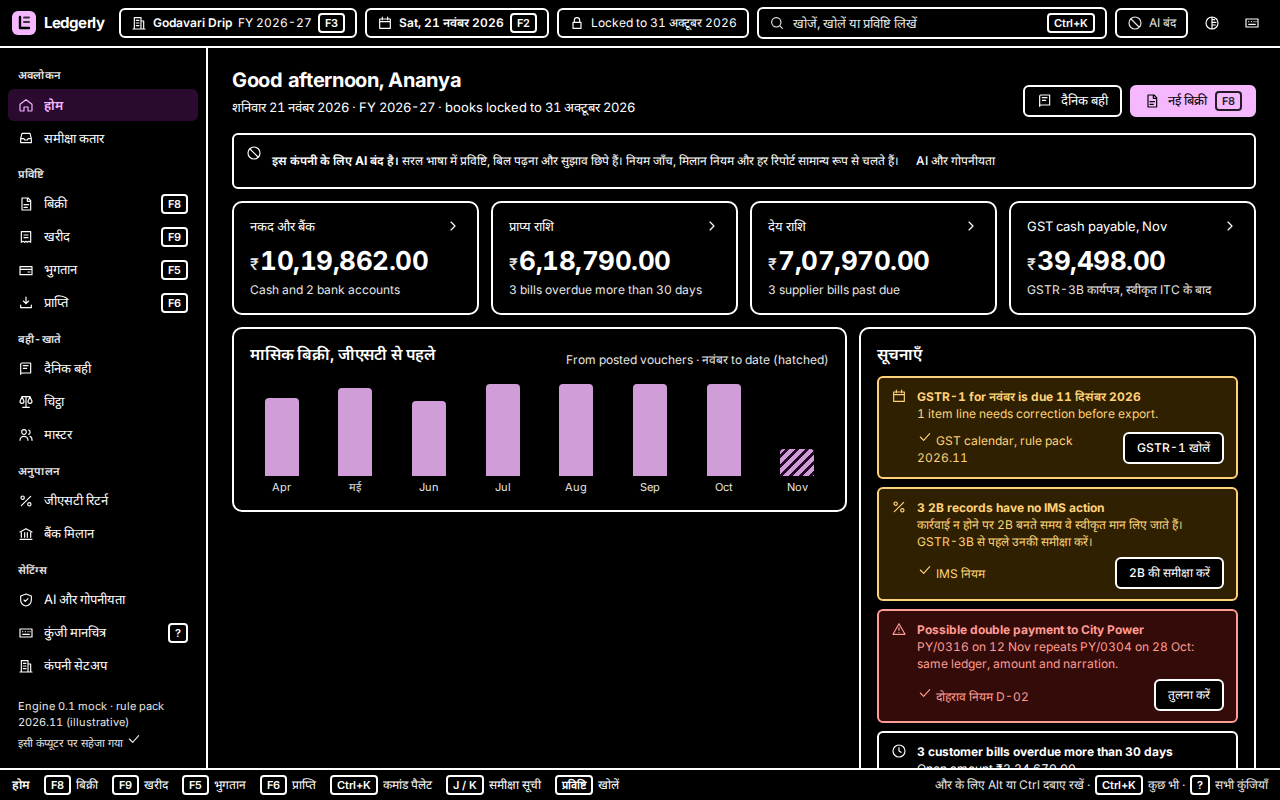 Ledgerly
Godavari Drip FY 2026-27 F3
Sat, 21 नवंबर 2026 F2
Locked to 31 अक्टूबर 2026
खोजें, खोलें या प्रविष्टि लिखें Ctrl+K
AI बंद
अवलोकन
होम
समीक्षा कतार
प्रविष्टि
बिक्री F8
खरीद F9
भुगतान F5
प्राप्ति F6
बही-खाते
दैनिक बही
चिट्ठा
मास्टर
अनुपालन
जीएसटी रिटर्न
बैंक मिलान
सेटिंग्स
AI और गोपनीयता
कुंजी मानचित्र ?
कंपनी सेटअप
Engine 0.1 mock · rule pack
2026.11 (illustrative)
इसी कंप्यूटर पर सहेजा गया
Good afternoon, Ananya
शनिवार 21 नवंबर 2026 · FY 2026-27 · books locked to 31 अक्टूबर 2026
दैनिक बही
नई बिक्री F8
इस कंपनी के लिए AI बंद है। सरल भाषा में प्रविष्टि, बिल पढ़ना और सुझाव छिपे हैं। नियम जाँच, मिलान नियम और हर रिपोर्ट सामान्य रूप से चलते हैं। AI और गोपनीयता
नकद और बैंक
₹10,19,862.00
Cash and 2 bank accounts
प्राप्य राशि
₹6,18,790.00
3 bills overdue more than 30 days
देय राशि
₹7,07,970.00
3 supplier bills past due
GST cash payable, Nov
₹39,498.00
GSTR-3B कार्यपत्र, स्वीकृत ITC के बाद
मासिक बिक्री, जीएसटी से पहले
From posted vouchers · नवंबर to date (hatched)
Apr मई Jun Jul Aug Sep Oct Nov
सूचनाएँ
GSTR-1 for नवंबर is due 11 दिसंबर 2026
1 item line needs correction before export.
GST calendar, rule pack
2026.11
GSTR-1 खोलें
3 2B records have no IMS action
कार्रवाई न होने पर 2B बनते समय वे स्वीकृत मान लिए जाते हैं।
GSTR-3B से पहले उनकी समीक्षा करें।
IMS नियम
2B की समीक्षा करें
Possible double payment to City Power
PY/0316 on 12 Nov repeats PY/0304 on 28 Oct:
same ledger, amount and narration.
दोहराव नियम D-02
तुलना करें
3 customer bills overdue more than 30 days
होम F8 बिक्री F9 खरीद F5 भुगतान F6 प्राप्ति Ctrl+K कमांड पैलेट J / K समीक्षा सूची प्रविष्टि खोलें
और के लिए Alt या Ctrl दबाए रखें · Ctrl+K कुछ भी · ? सभी कुंजियाँ